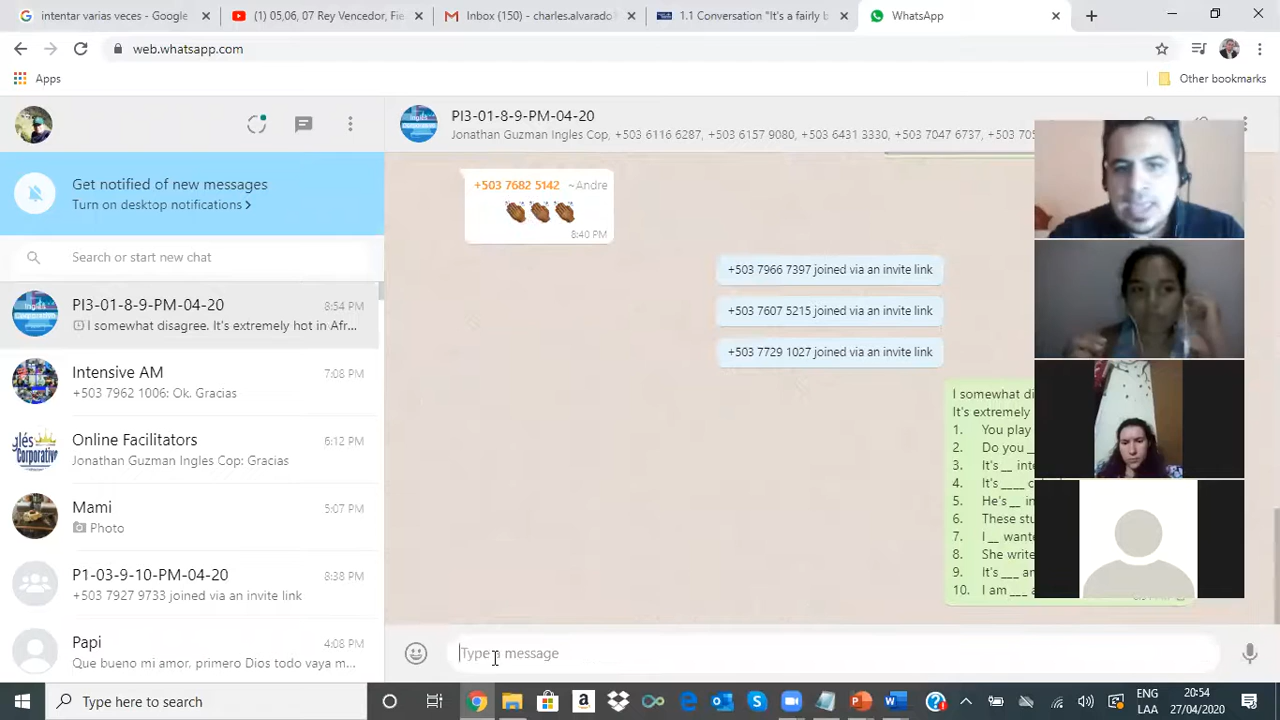 intentar varias veces - Google
(1) 05,06, 07 Rey Vencedor, Fie
Inbox (150) - charles.alvarado
1.1 Conversation "It's a fairly b
WhatsApp
web.whatsapp.com
Apps
Other bookmarks
PI3-01-8-9-PM-04-20
Jonathan Guzman Ingles Cop, +503 6116 6287, +503 6157 9080, +503 6431 3330, +503 7047 6737, +503 705
Get notified of new messages
Turn on desktop notifications >
Search or start new chat
PI3-01-8-9-PM-04-20
8:54 PM
I somewhat disagree. It's extremely hot in Afr...
Intensive AM
7:08 PM
+503 7962 1006: Ok. Gracias
Online Facilitators
6:12 PM
Jonathan Guzman Ingles Cop: Gracias
Mami
5:07 PM
Photo
P1-03-9-10-PM-04-20
8:38 PM
+503 7927 9733 joined via an invite link
Papi
4:08 PM
Que bueno mi amor. primero Dios todo vaya m...
+503 7682 5142 ~Andre
8:40 PM
+503 7966 7397 joined via an invite link
+503 7607 5215 joined via an invite link
+503 7729 1027 joined via an invite link
I somewhat di
It's extremely
1. You play
2. Do you _
3. It's __ inte
4. It's ____ c
5. He's __ in
6. These stu
7. I __ wante
8. She write
9. It's ___ an
10. I am ___ a
Type a message
Type here to search
ENG
LAA
20:54
27/04/2020